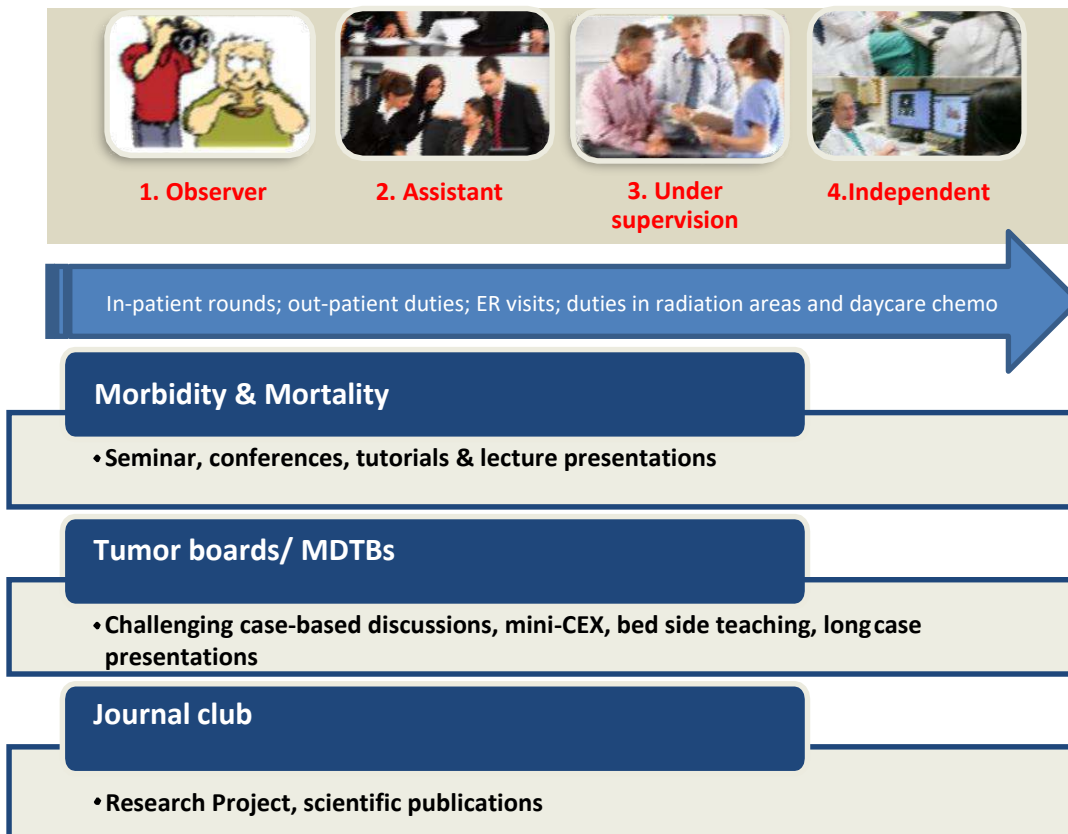 1. Observer
2. Assistant
3. Under
supervision
4.Independent
In-patient rounds; out-patient duties; ER visits; duties in radiation areas and daycare chemo
Morbidity & Mortality
• Seminar, conferences, tutorials & lecture presentations
Tumor boards/ MDTBs
• Challenging case-based discussions, mini-CEX, bed side teaching, long case
presentations
Journal club
• Research Project, scientific publications